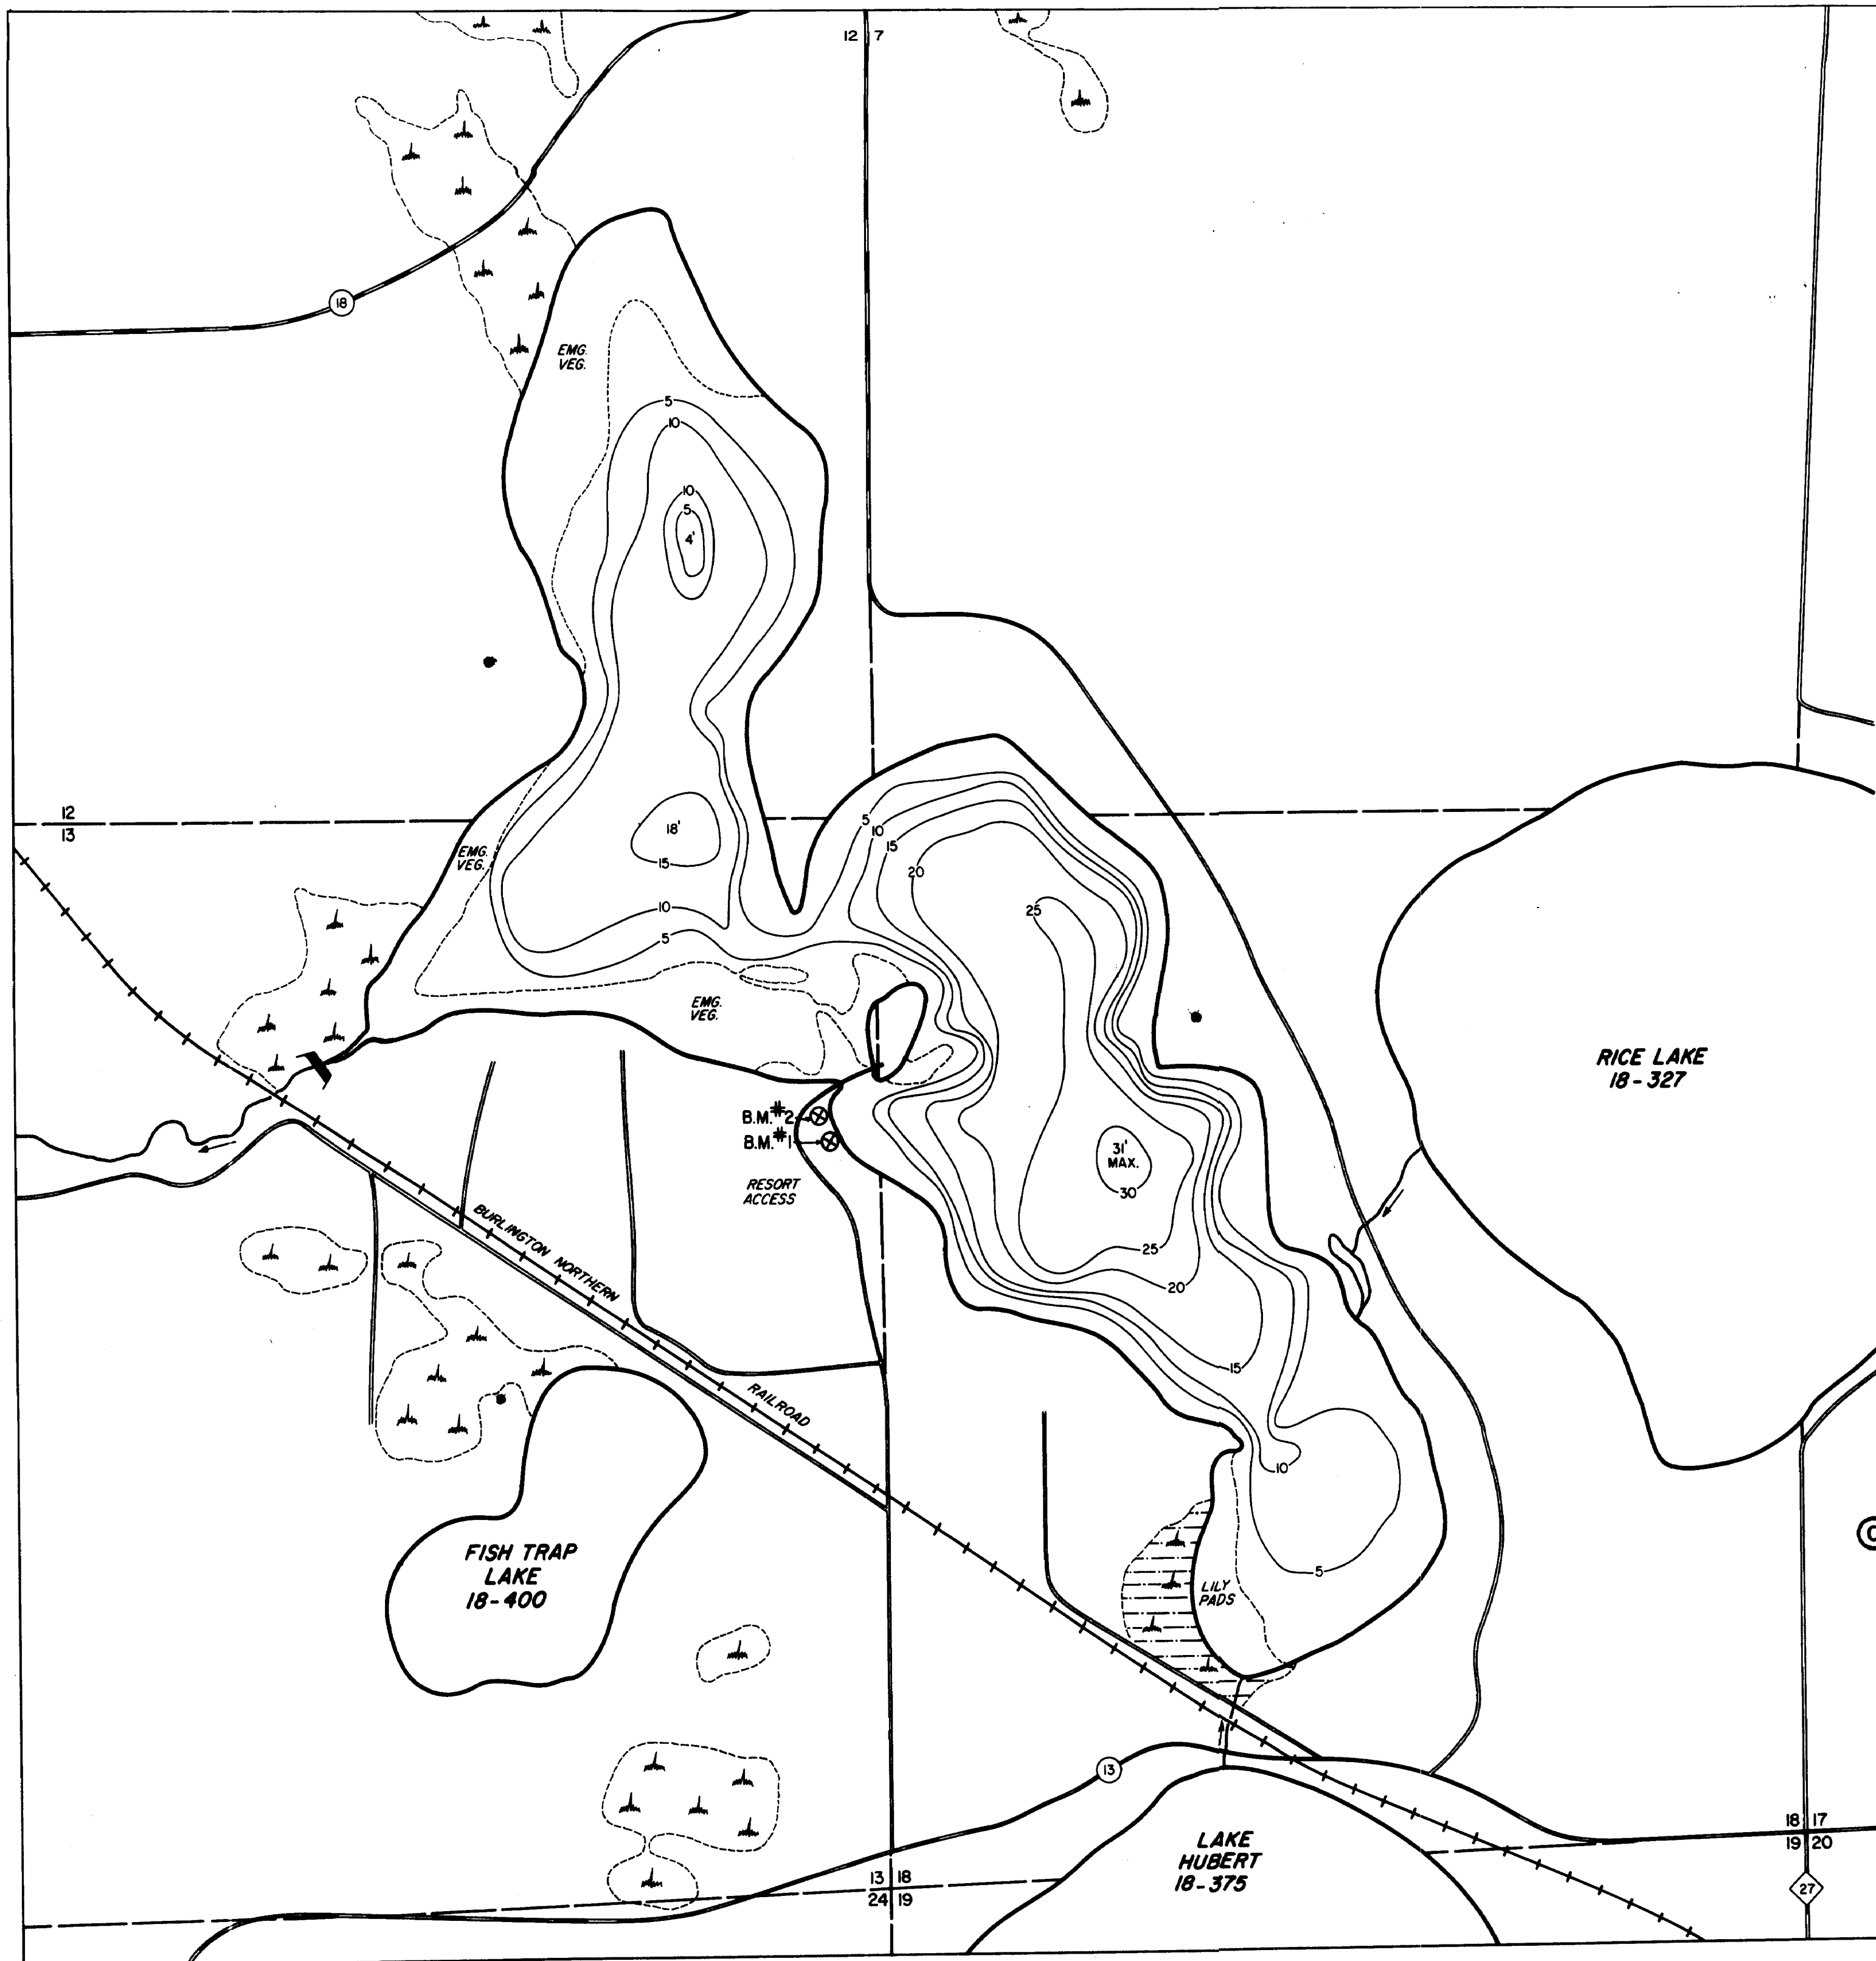 12 7
18
EMG.
VEG.
5
10
10
5
4'
12
13
18'
15
EMG.
VEG.
5
10
15
20
25
10
5
EMG.
VEG.
RICE LAKE
18-327
B.M.#2
B.M.#1
31'
MAX.
30
RESORT
ACCESS
BURLINGTON NORTHERN
RAILROAD
25
20
15
10
5
FISH TRAP
LAKE
18-400
LILY
PADS
13
18 17
19 20
LAKE
HUBERT
18-375
13 18
24 19
27